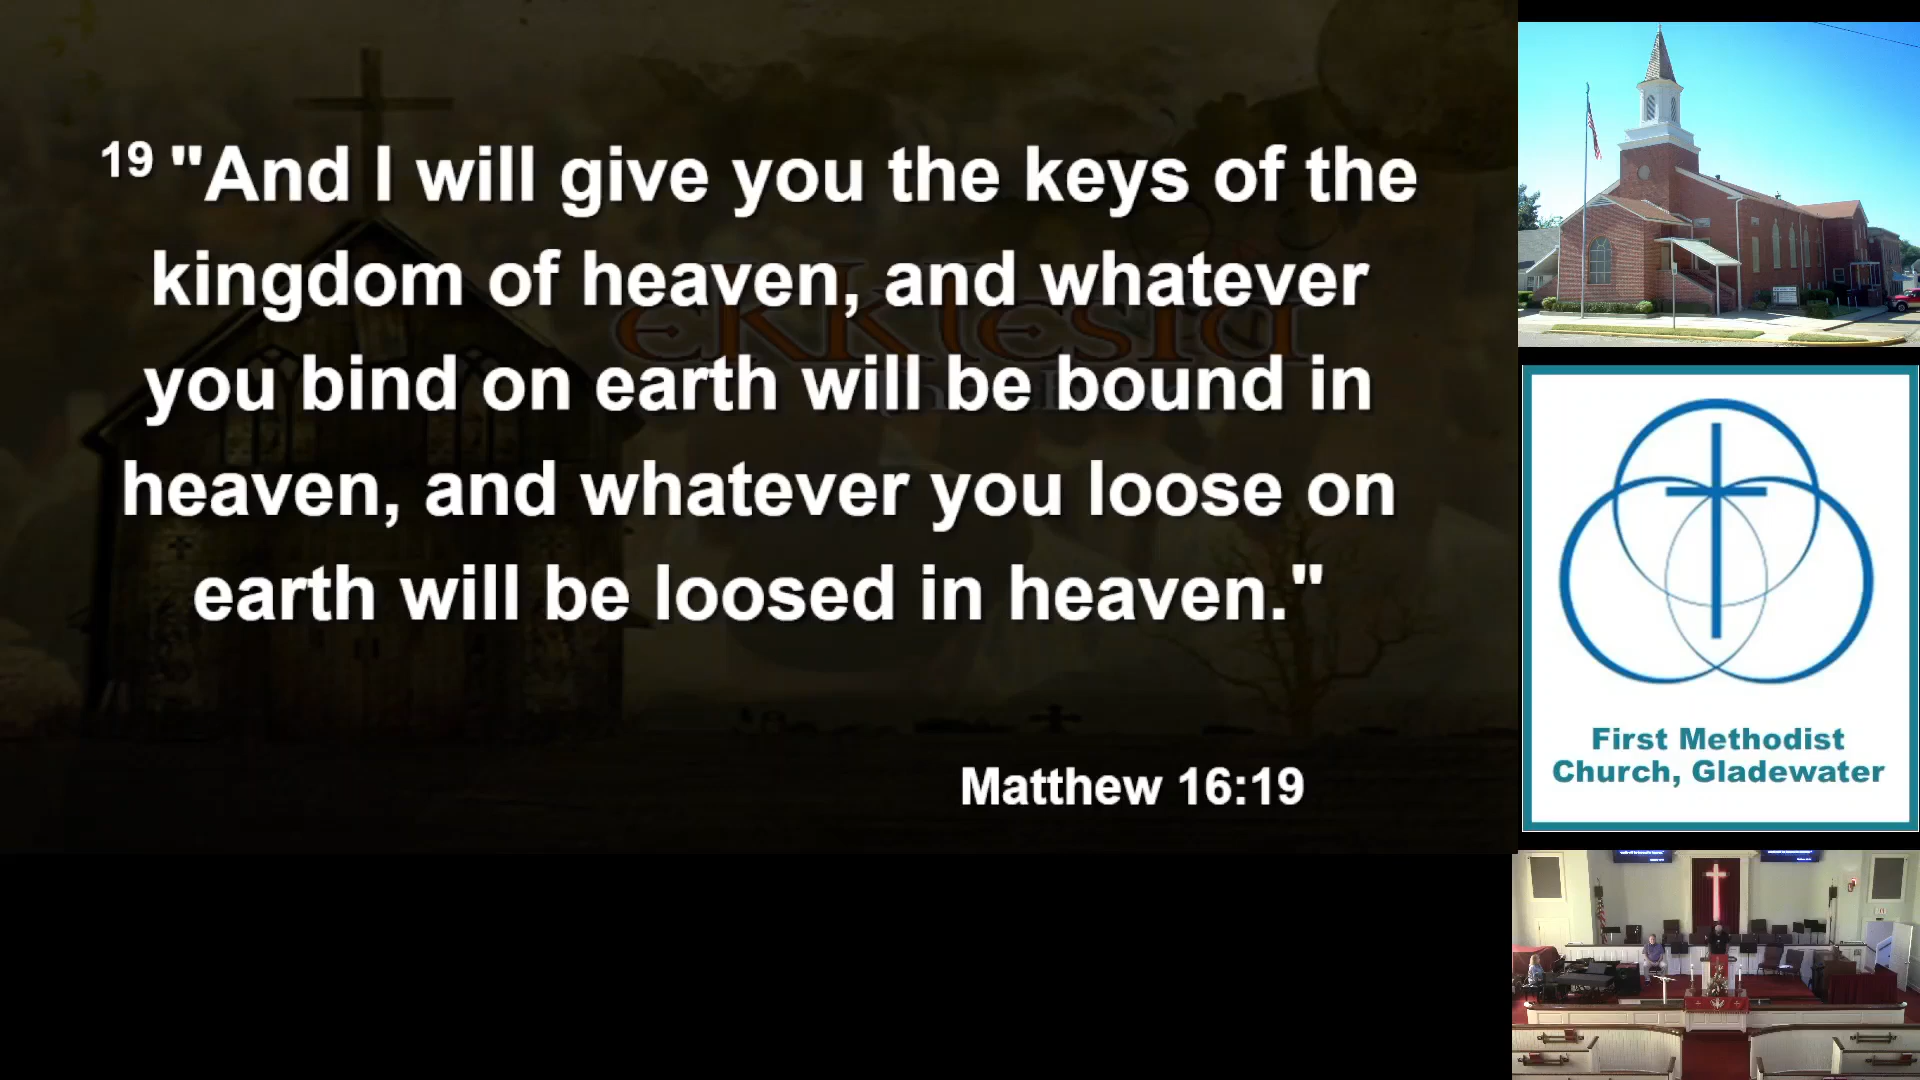 19 "And I will give you the keys of the
kingdom of heaven, and whatever
you bind on earth will be bound in
heaven, and whatever you loose on
earth will be loosed in heaven."
Matthew 16:19
Ekklesia
First Methodist
Church, Gladewater